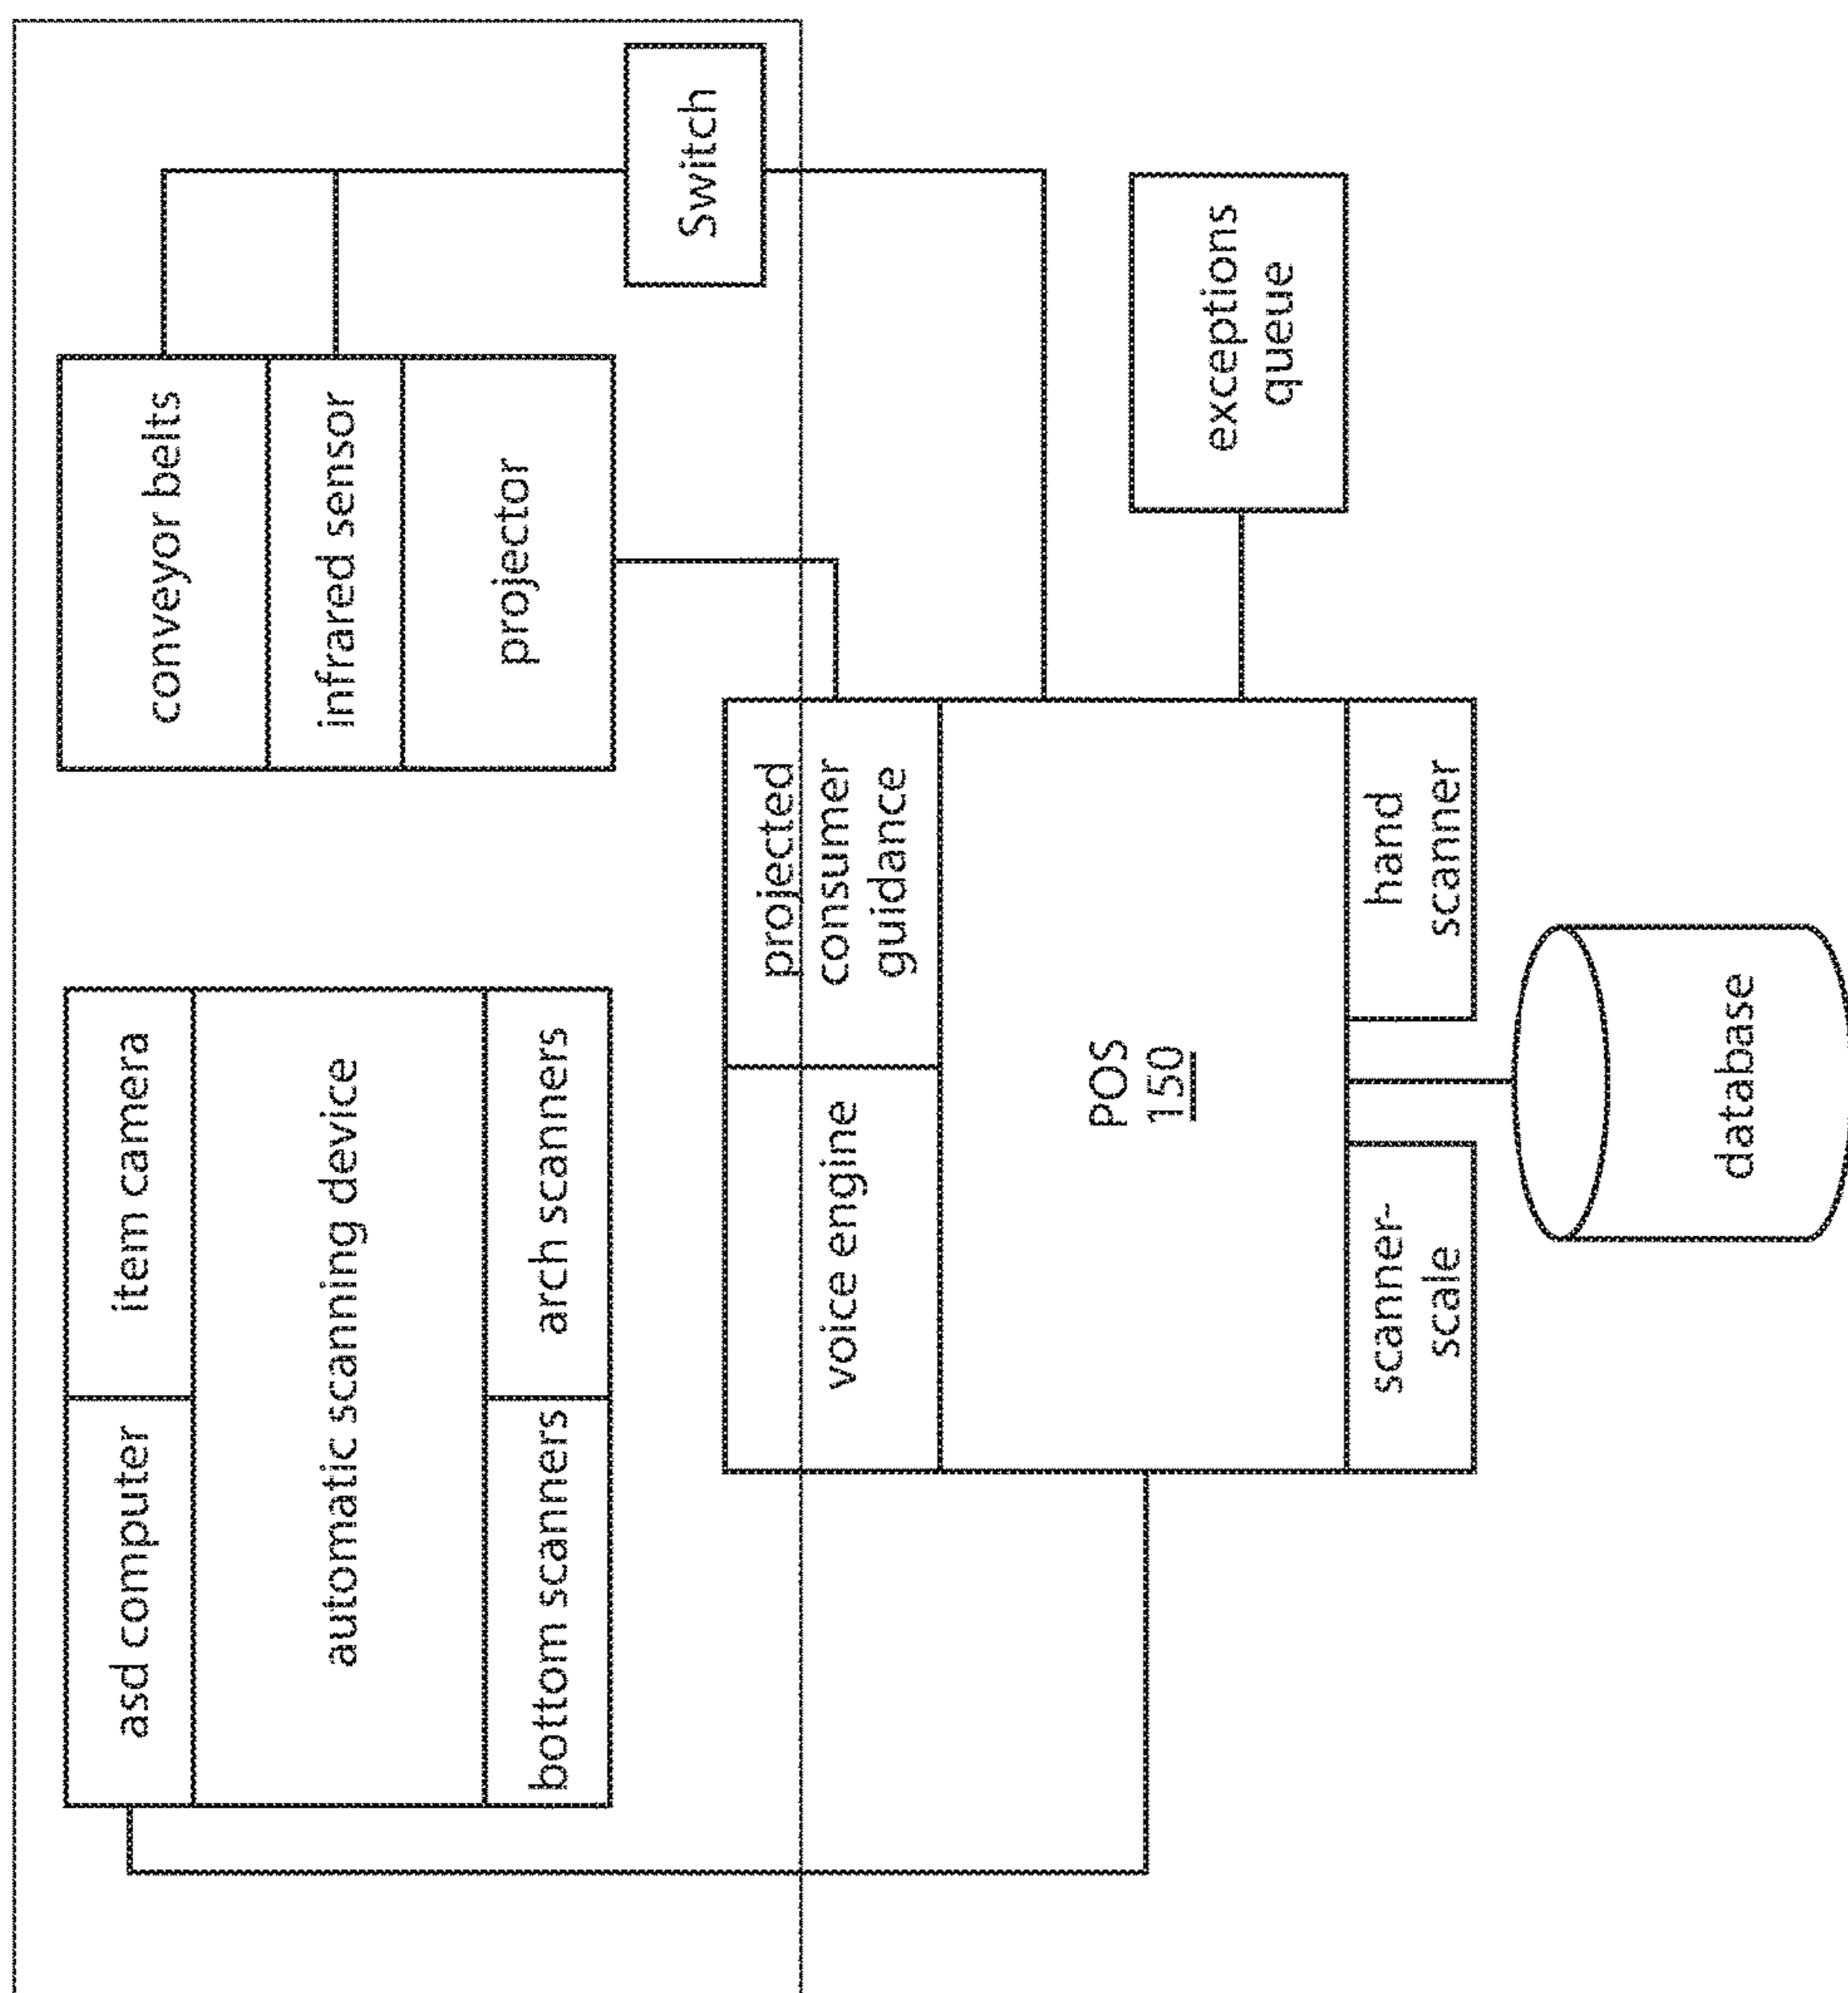 asd computer
item camera
automatic scanning device
bottom scanners
arch scanners
conveyor belts
infrared sensor
projector
Switch
voice engine
projected
consumer
guidance
POS
150
exceptions
queue
scanner-
scale
hand
scanner
database